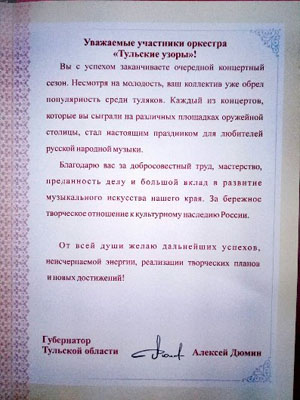 Уважаемые участники оркестра
«Тульские узоры»!
Вы с успехом заканчиваете очередной концертный
сезон. Несмотря на молодость, ваш коллектив уже обрел
популярность среди туляков. Каждый из концертов,
которые вы сыграли на различных площадках оружейной
столицы, стал настоящим праздником для любителей
русской народной музыки.
Благодарю вас за добросовестный труд, мастерство,
преданность делу и большой вклад в развитие
музыкального искусства нашего края. За бережное
творческое отношение к культурному наследию России.
От всей души желаю дальнейших успехов,
неисчерпаемой энергии, реализации творческих планов
и новых достижений!
Губернатор
Тульской области Алексей Дюмин